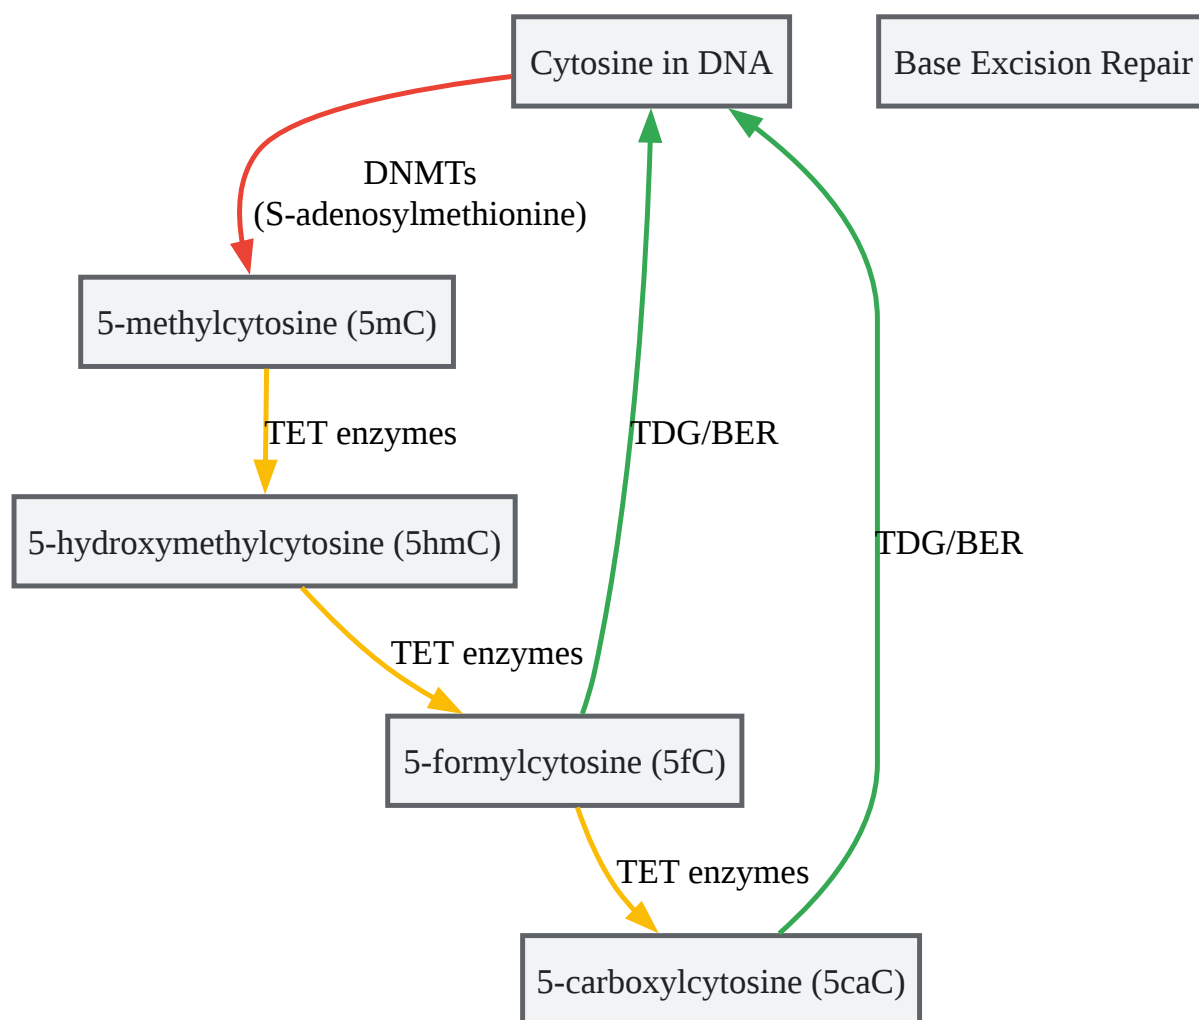 Cytosine in DNA
Base Excision Repair
DNMTs
(S-adenosylmethionine)
5-methylcytosine (5mC)
TET enzymes
TDG/BER
5-hydroxymethylcytosine (5hmC)
TDG/BER
TET enzymes
5-formylcytosine (5fC)
TET enzymes
5-carboxylcytosine (5caC)